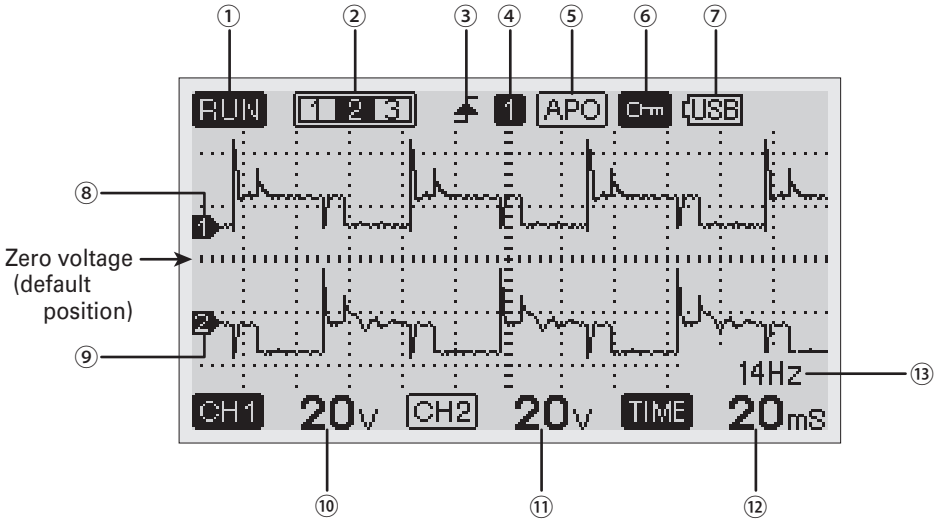 ① ② ③ ④ ⑤ ⑥ ⑦
RUN 1 2 3 1 APO USB
⑧
1
Zero voltage
(default
position)
2
⑨
14Hz ⑬
CH1 20V CH2 20V TIME 20mS
⑩ ⑪ ⑫